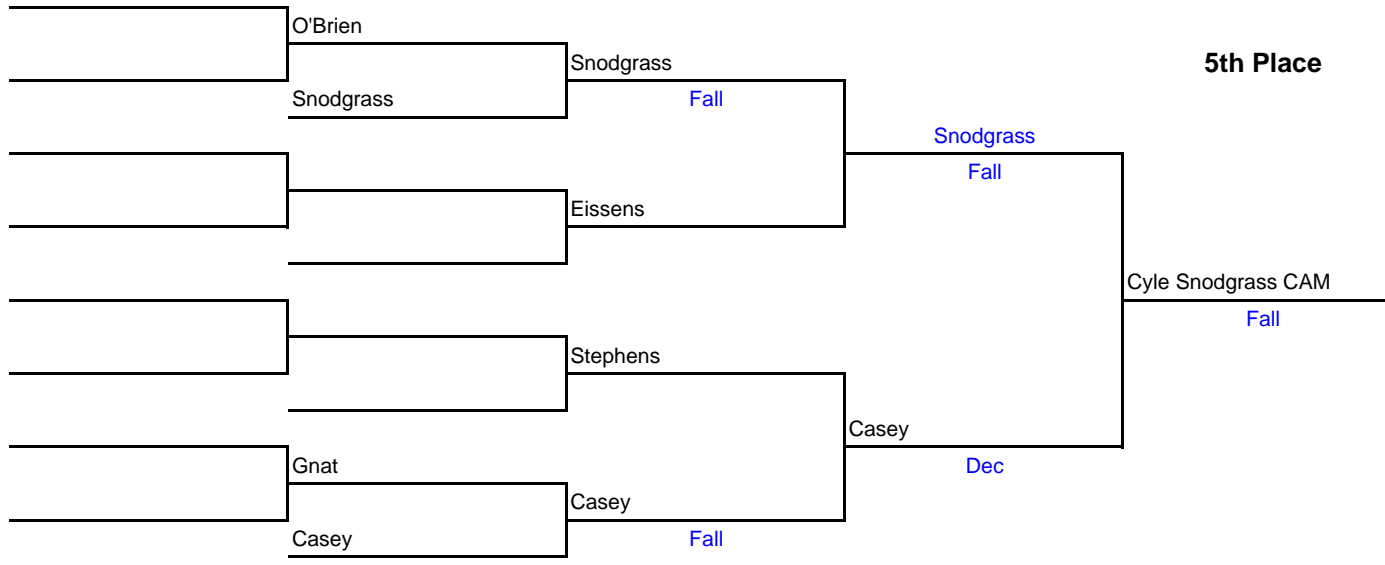 O'Brien
Snodgrass
5th Place
Snodgrass
Fall
Snodgrass
Fall
Eissens
Cyle Snodgrass CAM
Fall
Stephens
Casey
Dec
Gnat
Casey
Casey
Fall